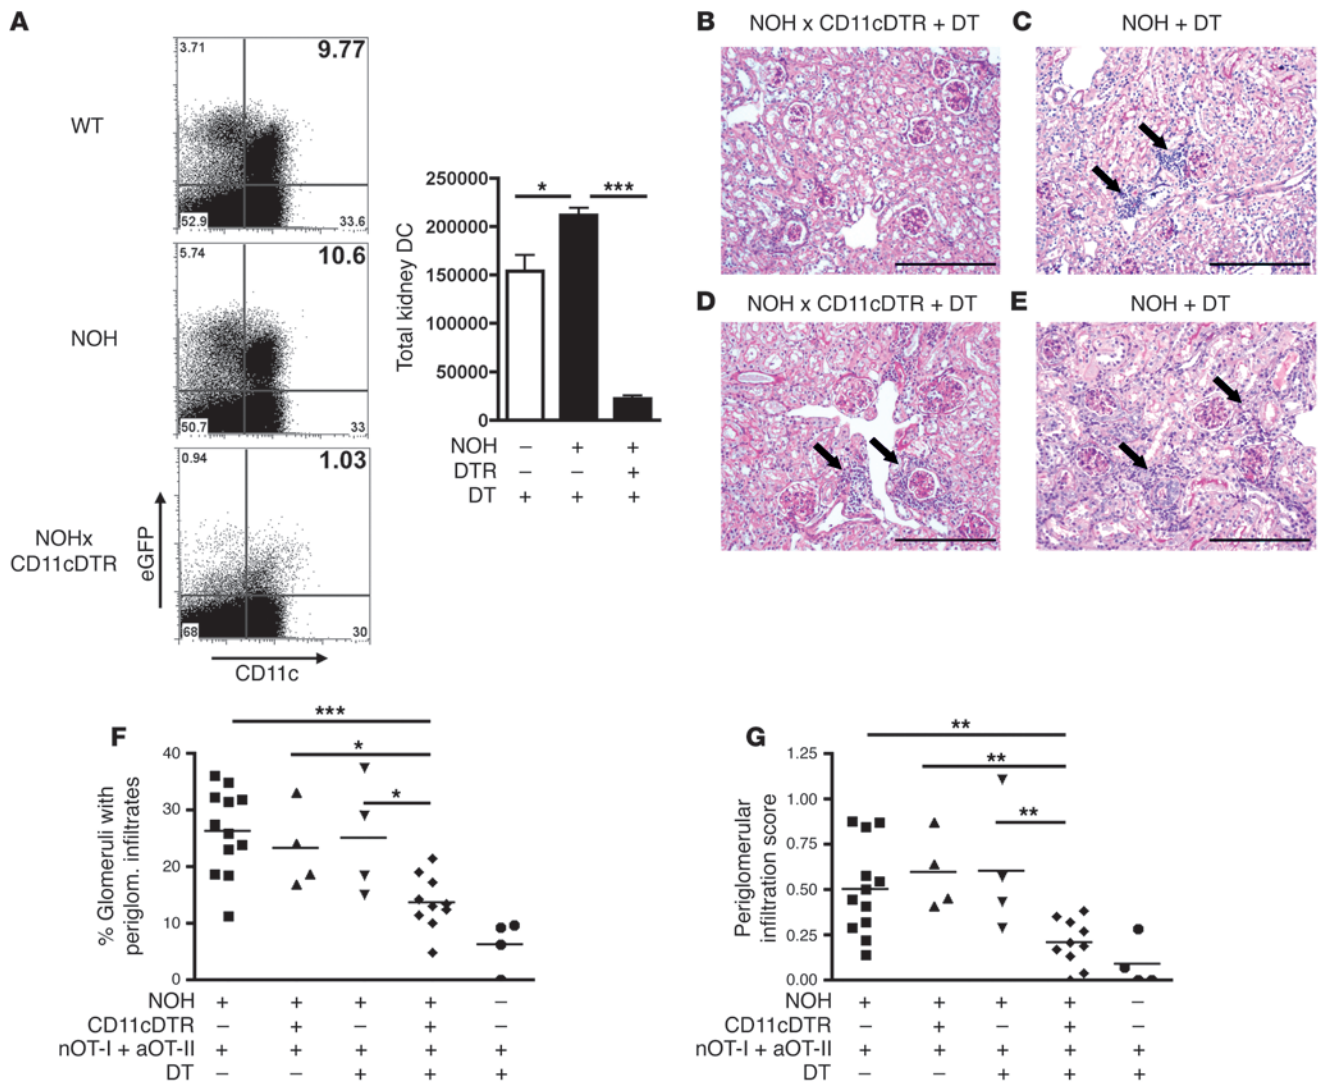 A
WT
3.71
9.77
52.9
33.6
NOH
5.74
10.6
50.7
33
NOHx
CD11cDTR
0.94
1.03
68
30
eGFP
CD11c
Total kidney DC
250000
200000
150000
100000
50000
0
* ***
NOH – + +
DTR – – +
DT + + +
B NOH x CD11cDTR + DT
C NOH + DT
D NOH x CD11cDTR + DT
E NOH + DT
F
% Glomeruli with
periglom. infiltrates
40
30
20
10
0
***
*
*
NOH + + + + –
CD11cDTR – + – + –
nOT-I + aOT-II + + + + +
DT – – + + +
G
Periglomerular
infiltration score
1.25
1.00
0.75
0.50
0.25
0.00
**
**
**
NOH + + + + –
CD11cDTR – + – + –
nOT-I + aOT-II + + + + +
DT – – + + +